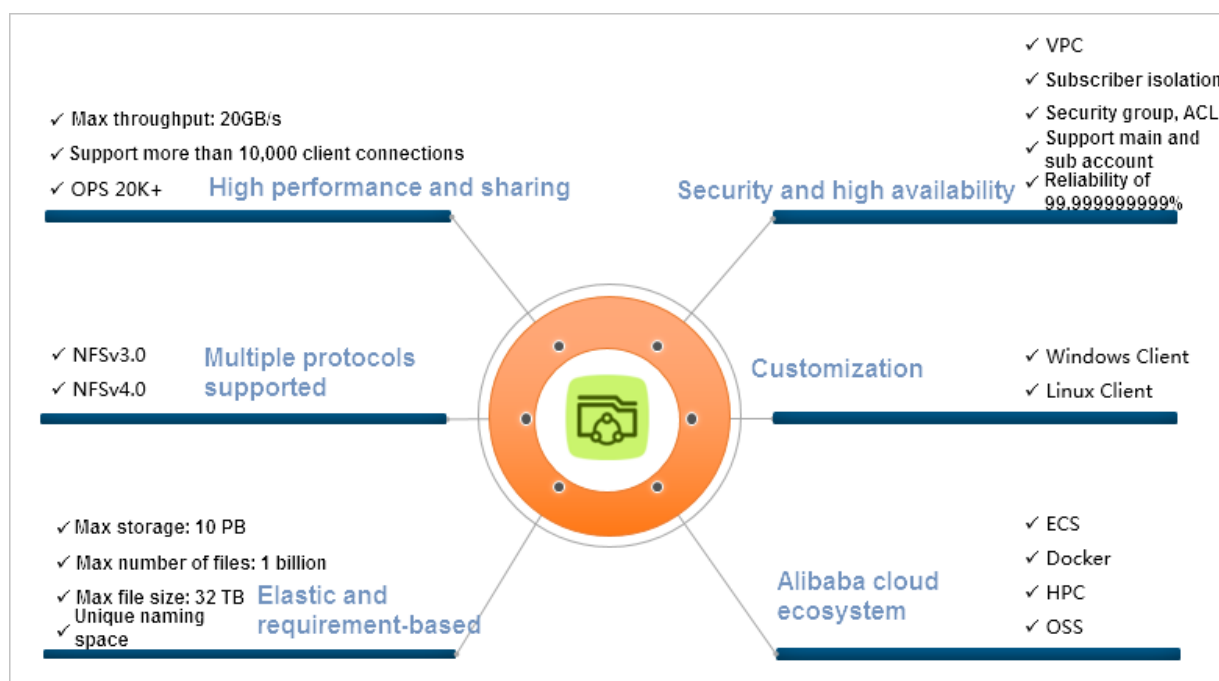 ✓ Max throughput: 20GB/s
✓ Support more than 10,000 client connections
✓ OPS 20K+
High performance and sharing
✓ VPC
✓ Subscriber isolation
✓ Security group, ACL
✓ Support main and
sub account
✓ Reliability of
99.999999999%
Security and high availability
✓ NFSv3.0
✓ NFSv4.0
Multiple protocols
supported
Customization
✓ Windows Client
✓ Linux Client
✓ Max storage: 10 PB
✓ Max number of files: 1 billion
✓ Max file size: 32 TB
✓ Unique naming
space
Elastic and
requirement-based
Alibaba cloud
ecosystem
✓ ECS
✓ Docker
✓ HPC
✓ OSS